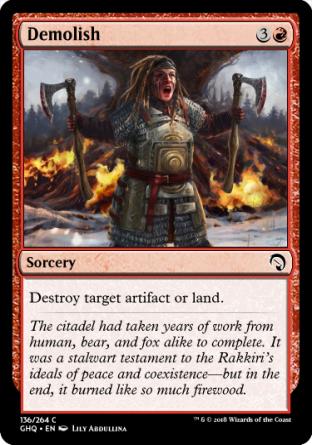 Demolish 3
Sorcery
Destroy target artifact or land.
The citadel had taken years of work from
human, bear, and fox alike to complete. It
was a stalwart testament to the Rakkiri's
ideals of peace and coexistence—but in the
end, it burned like so much firewood.
136/264 C
GHQ • EN Lily Abdullina
™ & © 2018 Wizards of the Coast